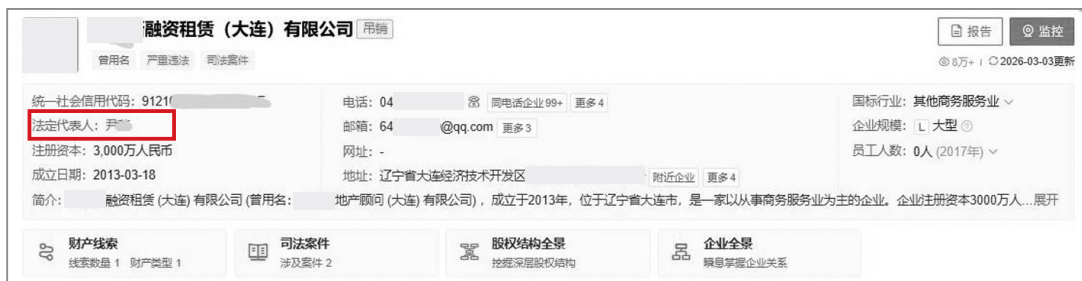 融资租赁（大连）有限公司 吊销
报告 监控
曾用名 严重违法 司法案件
8万+ 2026-03-03更新
统一社会信用代码：9121
电话：04 同电话企业99+ 更多4
国标行业：其他商务服务业
法定代表人：尹
邮箱：64 @qq.com 更多3
企业规模：L 大型
注册资本：3,000万人民币
网址：-
员工人数：0人 (2017年)
成立日期：2013-03-18
地址：辽宁省大连经济技术开发区 附近企业 更多4
简介： 融资租赁 (大连) 有限公司 (曾用名： 地产顾问 (大连) 有限公司) ，成立于2013年，位于辽宁省大连市，是一家以从事商务服务业为主的企业。企业注册资本3000万人...展开
财产线索
线索数量 1 财产类型 1
司法案件
涉及案件 2
股权结构全景
挖掘深层股权结构
企业全景
瞬息掌握企业关系